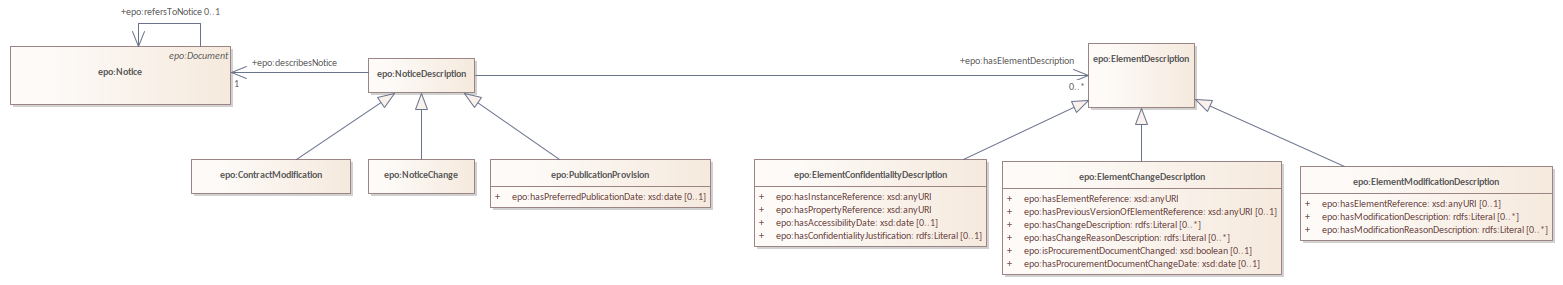 +epo:refersToNotice 0..1
epo:Document
epo:Notice
+epo:describesNotice
1
epo:NoticeDescription
+epo:hasElementDescription
0..*
epo:ElementDescription
epo:ContractModification
epo:NoticeChange
epo:PublicationProvision
+ epo:hasPreferredPublicationDate: xsd:date [0..1]
epo:ElementConfidentialityDescription
+ epo:hasInstanceReference: xsd:anyURI
+ epo:hasPropertyReference: xsd:anyURI
+ epo:hasAccessibilityDate: xsd:date [0..1]
+ epo:hasConfidentialityJustification: rdfs:Literal [0..1]
epo:ElementChangeDescription
+ epo:hasElementReference: xsd:anyURI
+ epo:hasPreviousVersionOfElementReference: xsd:anyURI [0..1]
+ epo:hasChangeDescription: rdfs:Literal [0..*]
+ epo:hasChangeReasonDescription: rdfs:Literal [0..*]
+ epo:isProcurementDocumentChanged: xsd:boolean [0..1]
+ epo:hasProcurementDocumentChangeDate: xsd:date [0..1]
epo:ElementModificationDescription
+ epo:hasElementReference: xsd:anyURI [0..1]
+ epo:hasModificationDescription: rdfs:Literal [0..*]
+ epo:hasModificationReasonDescription: rdfs:Literal [0..*]